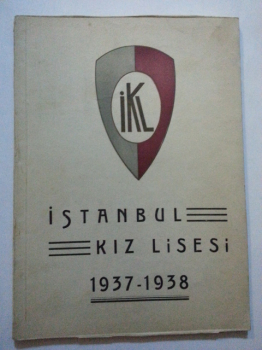 İKL
İSTANBUL
KIZ LİSESİ
1937-1938